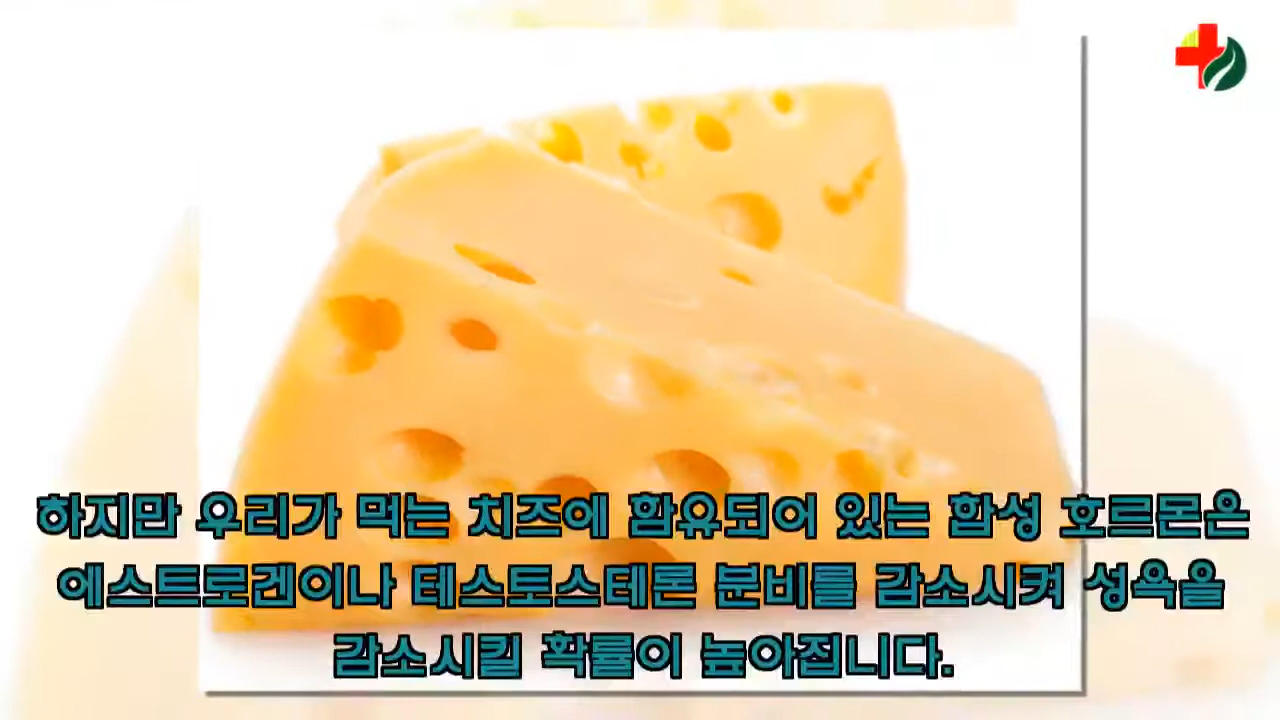 하지만 우리가 먹는 치즈에 함유되어 있는 합성 호르몬은
에스트로겐이나 테스토스테론 분비를 감소시켜 성욕을
감소시킬 확률이 높아집니다.